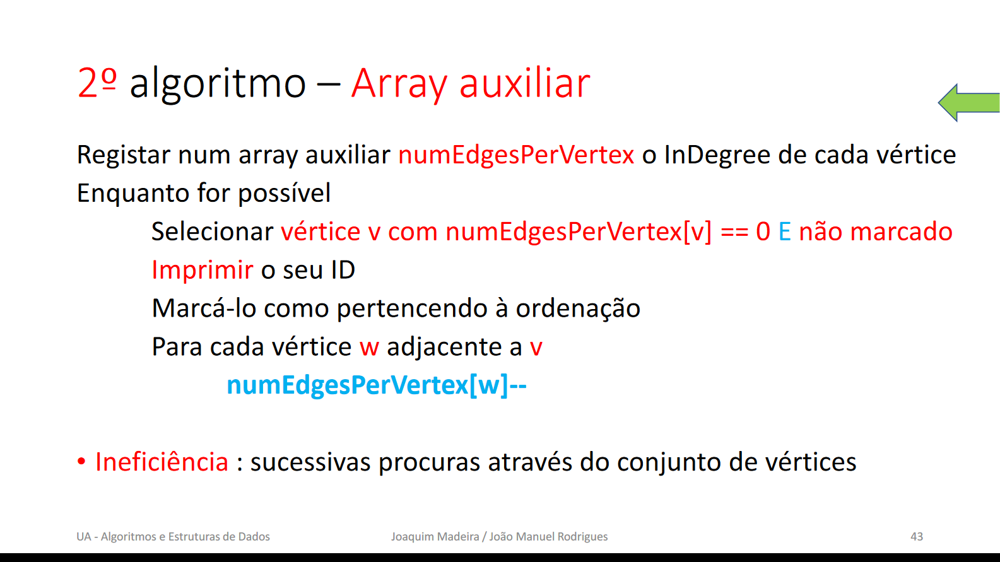 2º algoritmo – Array auxiliar
Registar num array auxiliar numEdgesPerVertex o InDegree de cada vértice
Enquanto for possível
Selecionar vértice v com numEdgesPerVertex[v] == 0 E não marcado
Imprimir o seu ID
Marcá-lo como pertencendo à ordenação
Para cada vértice w adjacente a v
numEdgesPerVertex[w]--
• Ineficiência : sucessivas procuras através do conjunto de vértices
UA - Algoritmos e Estruturas de Dados Joaquim Madeira / João Manuel Rodrigues 43